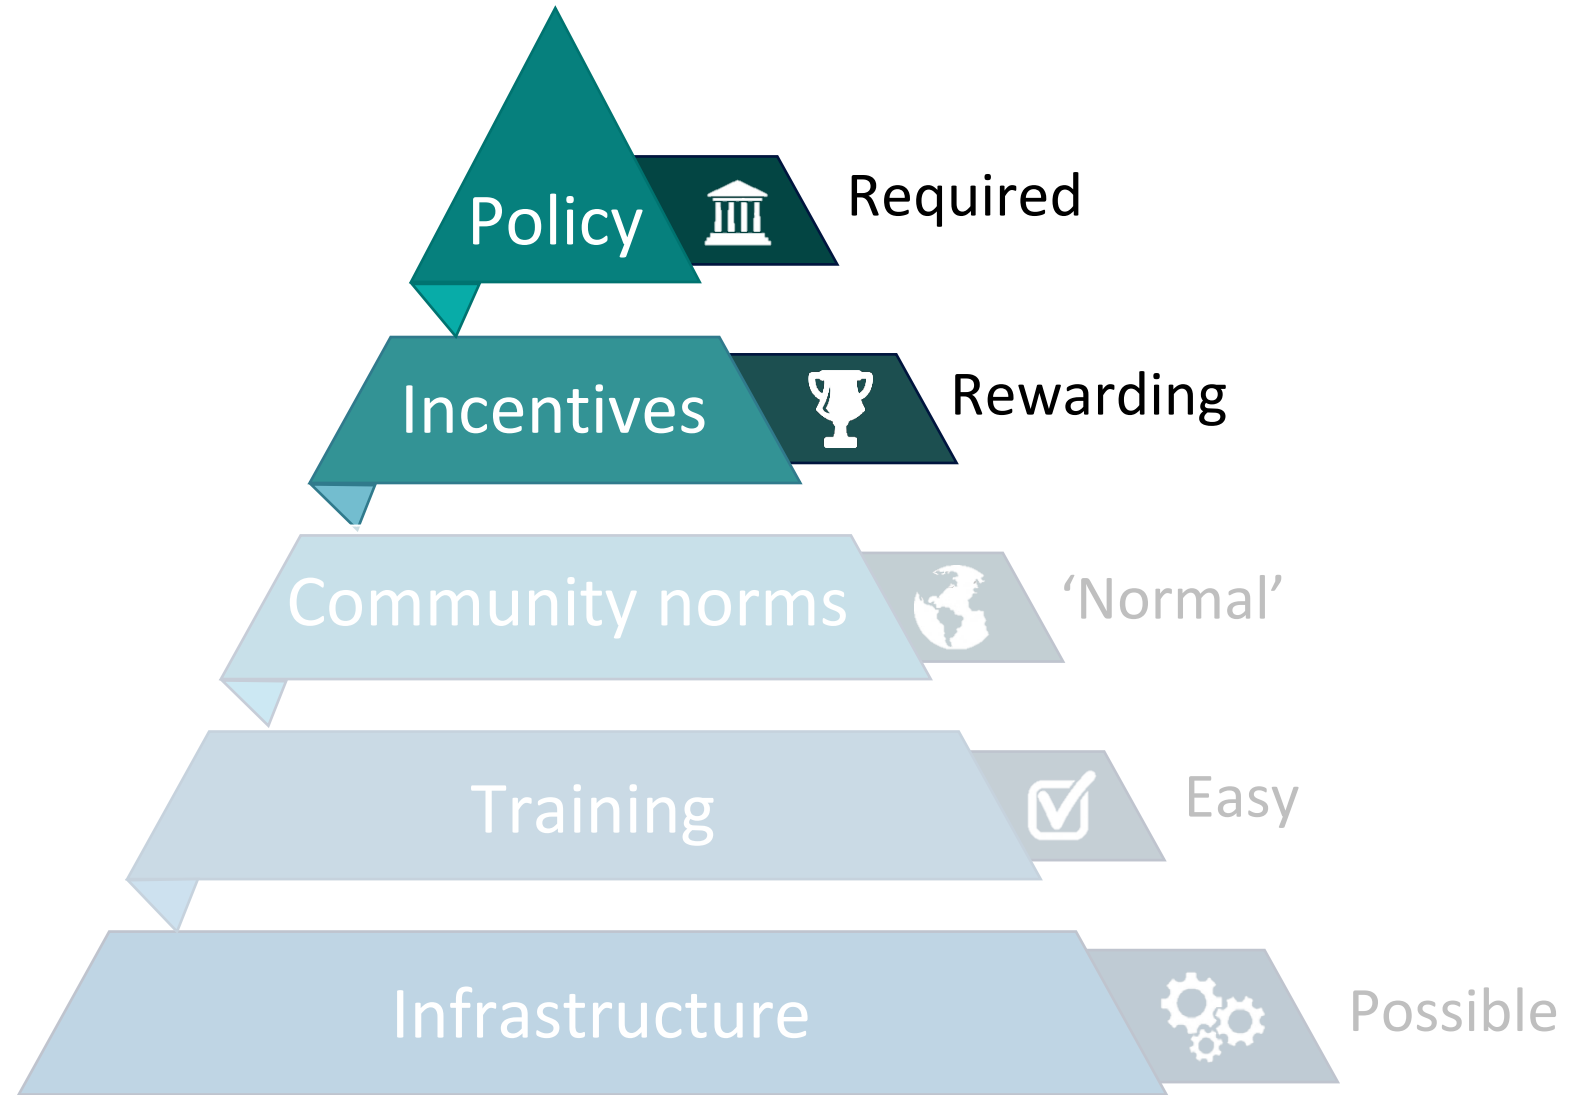 Policy
Required
Incentives
Rewarding
Community norms
‘Normal’
Training
Easy
Infrastructure
Possible